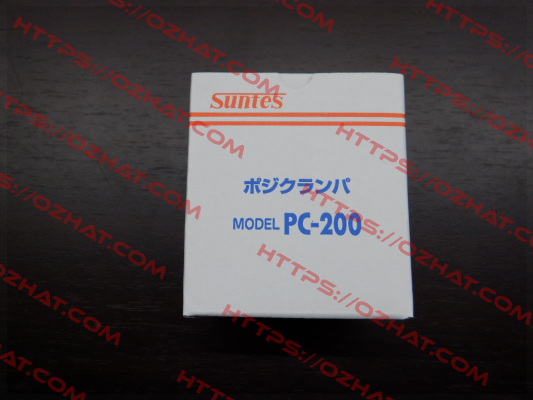 Suntes
ポジクランパ
MODEL PC-200
HTTPS://OZHAT.COM